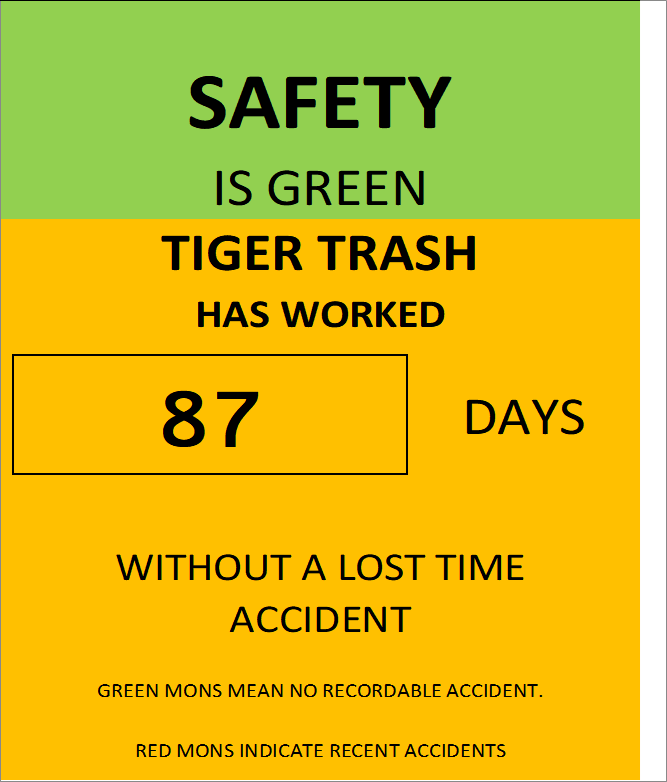 SAFETY
IS GREEN
TIGER TRASH
HAS WORKED
87 DAYS
WITHOUT A LOST TIME
ACCIDENT
GREEN MONS MEAN NO RECORDABLE ACCIDENT.
RED MONS INDICATE RECENT ACCIDENTS